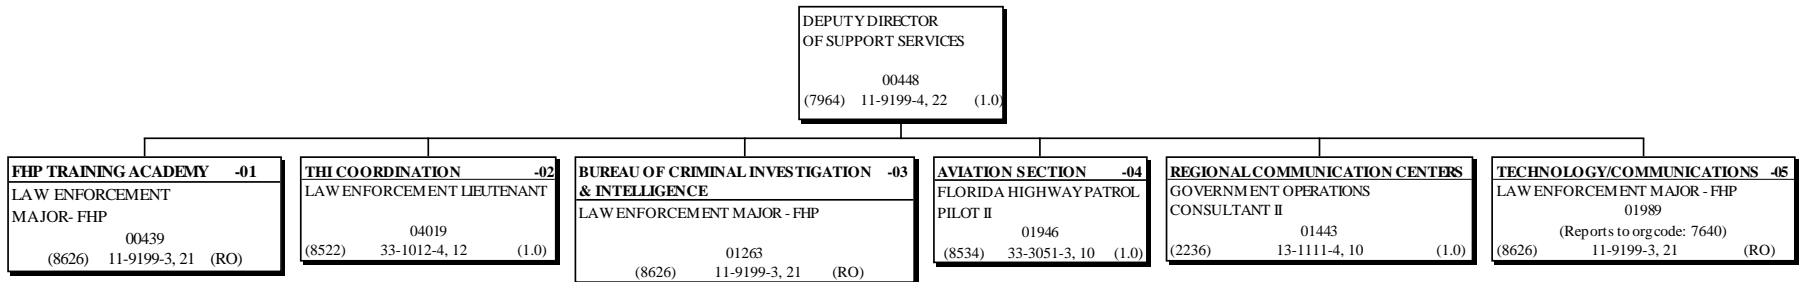 DEPUTY DIRECTOR
OF SUPPORT SERVICES
00448
(7964) 11-9199-4, 22 (1.0)
FHP TRAINING ACADEMY -01
LAW ENFORCEMENT
MAJOR- FHP
00439
(8626) 11-9199-3, 21 (RO)
THI COORDINATION -02
LAW ENFORCEMENT LIEUTENANT
04019
(8522) 33-1012-4, 12 (1.0)
BUREAU OF CRIMINAL INVESTIGATION -03
& INTELLIGENCE
LAW ENFORCEMENT MAJOR - FHP
01263
(8626) 11-9199-3, 21 (RO)
AVIATION SECTION -04
FLORIDA HIGHWAY PATROL
PILOT II
01946
(8534) 33-3051-3, 10 (1.0)
REGIONAL COMMUNICATION CENTERS
GOVERNMENT OPERATIONS
CONSULTANT II
01443
(2236) 13-1111-4, 10 (1.0)
TECHNOLOGY/COMMUNICATIONS -05
LAW ENFORCEMENT MAJOR - FHP
01989
(Reports to orgcode: 7640)
(8626) 11-9199-3, 21 (RO)